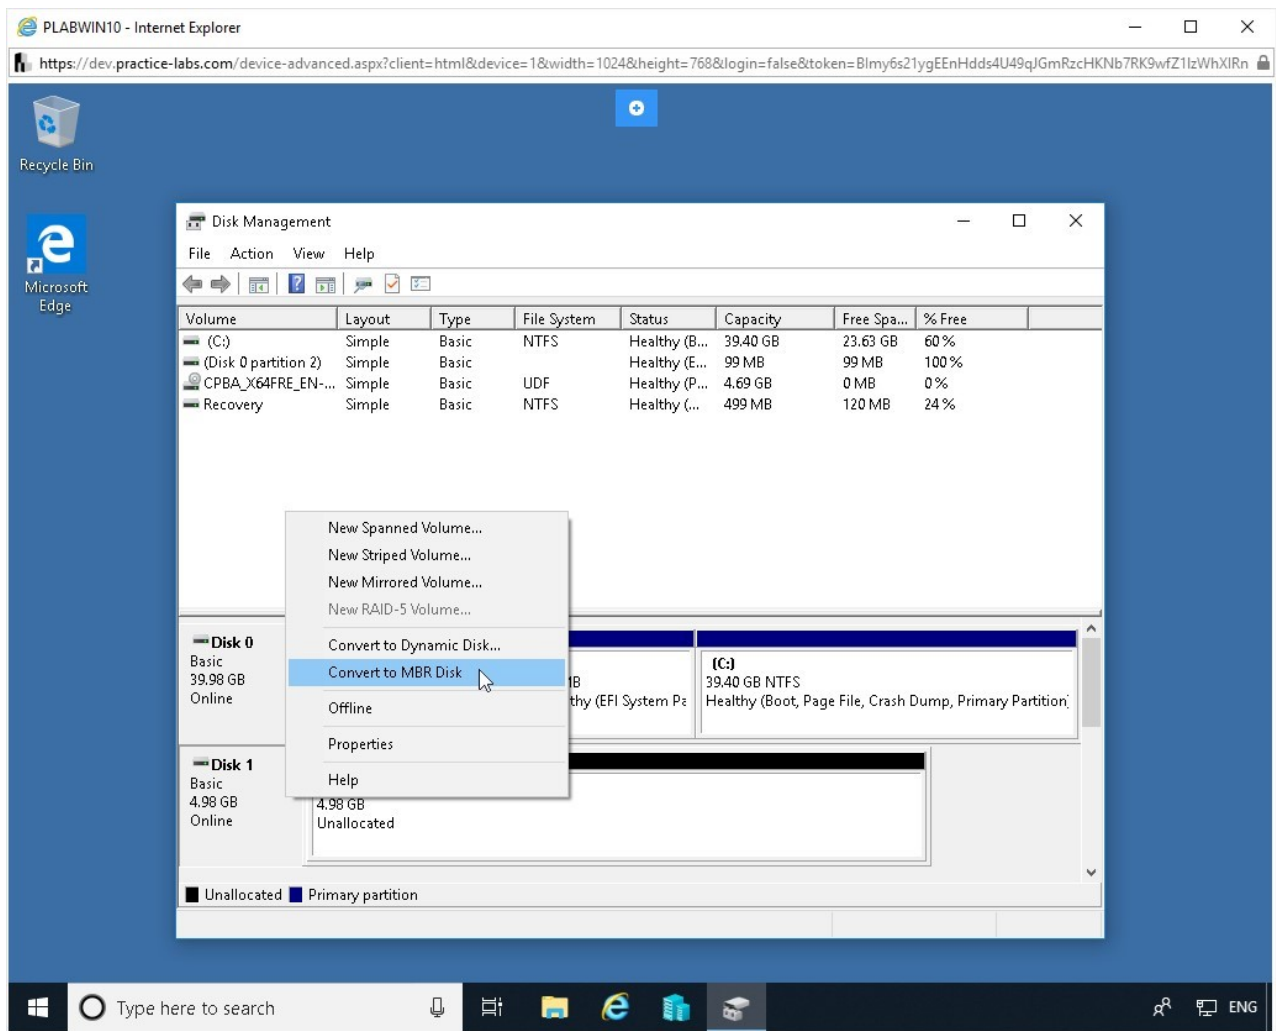 PLABWIN10 - Internet Explorer
https://dev.practice-labs.com/device-advanced.aspx?client=html&device=1&width=1024&height=768&login=false&token=BImy6s21ygEEnHdds4U49qJGmRzcHKNb7RK9wfZ1IzWhXIRn
Recycle Bin
Microsoft
Edge
Disk Management
File Action View Help
Volume Layout Type File System Status Capacity Free Spa... % Free
(C:) Simple Basic NTFS Healthy (B... 39.40 GB 23.63 GB 60 %
(Disk 0 partition 2) Simple Basic Healthy (E... 99 MB 99 MB 100 %
CPBA_X64FRE_EN-... Simple Basic UDF Healthy (P... 4.69 GB 0 MB 0 %
Recovery Simple Basic NTFS Healthy (... 499 MB 120 MB 24 %
New Spanned Volume...
New Striped Volume...
New Mirrored Volume...
New RAID-5 Volume...
Convert to Dynamic Disk...
Convert to MBR Disk
Offline
Properties
Help
Disk 0
Basic
39.98 GB
Online
1B
thy (EFI System Pa
(C:)
39.40 GB NTFS
Healthy (Boot, Page File, Crash Dump, Primary Partition)
Disk 1
Basic
4.98 GB
Online
4.98 GB
Unallocated
Unallocated Primary partition
Type here to search
ENG